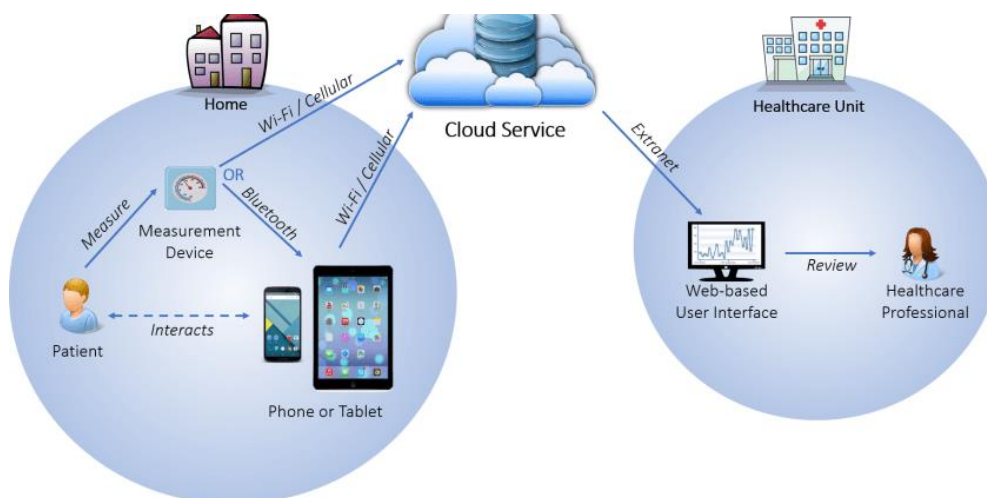 Home
Wi-Fi / Cellular
Cloud Service
Healthcare Unit
OR
Measure
Bluetooth
Wi-Fi / Cellular
Extranet
Measurement
Device
Patient
Interacts
Phone or Tablet
Web-based
User Interface
Review
Healthcare
Professional